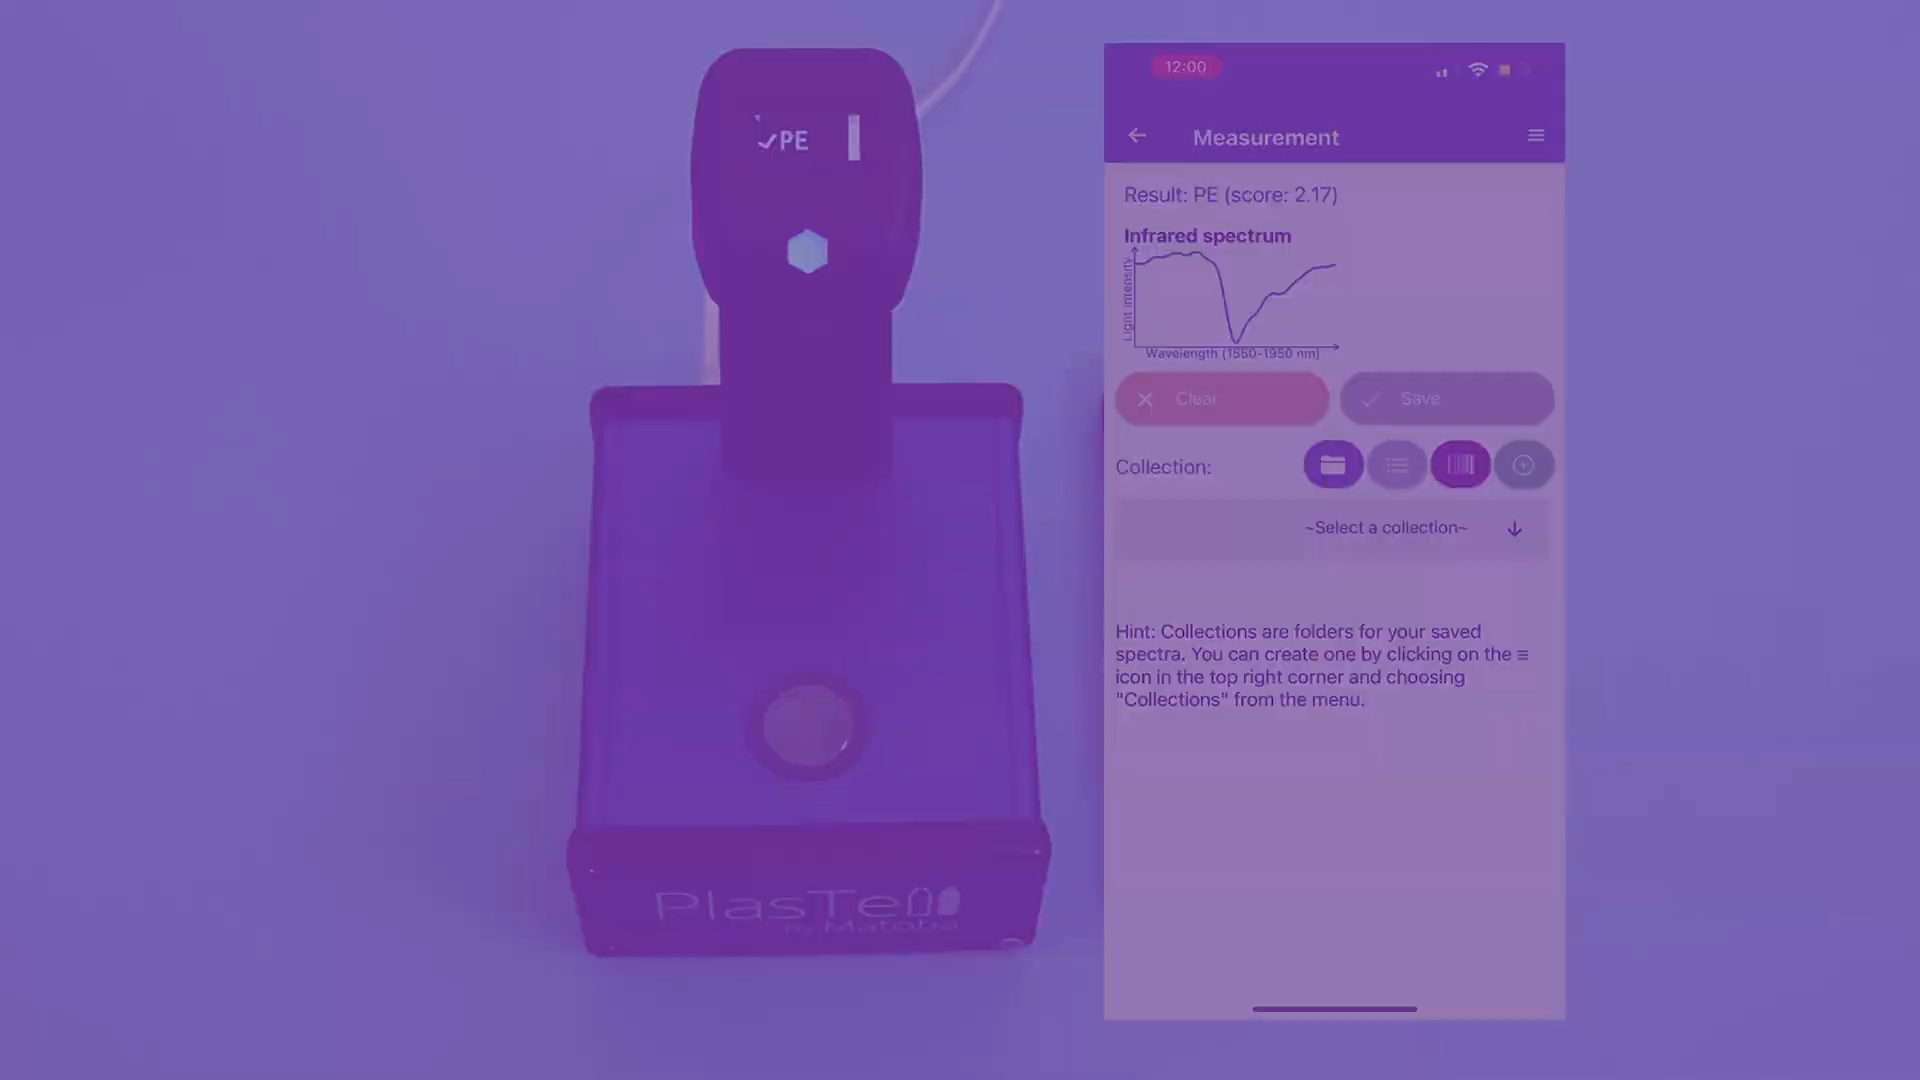 PE
PlasTell
by Matoha
12:00
Measurement
Result: PE (score: 2.17)
Infrared spectrum
Light intensity
Wavelength (1550-1950 nm)
Clear
Save
Collection:
~Select a collection~
Hint: Collections are folders for your saved
spectra. You can create one by clicking on the ≡
icon in the top right corner and choosing
"Collections" from the menu.